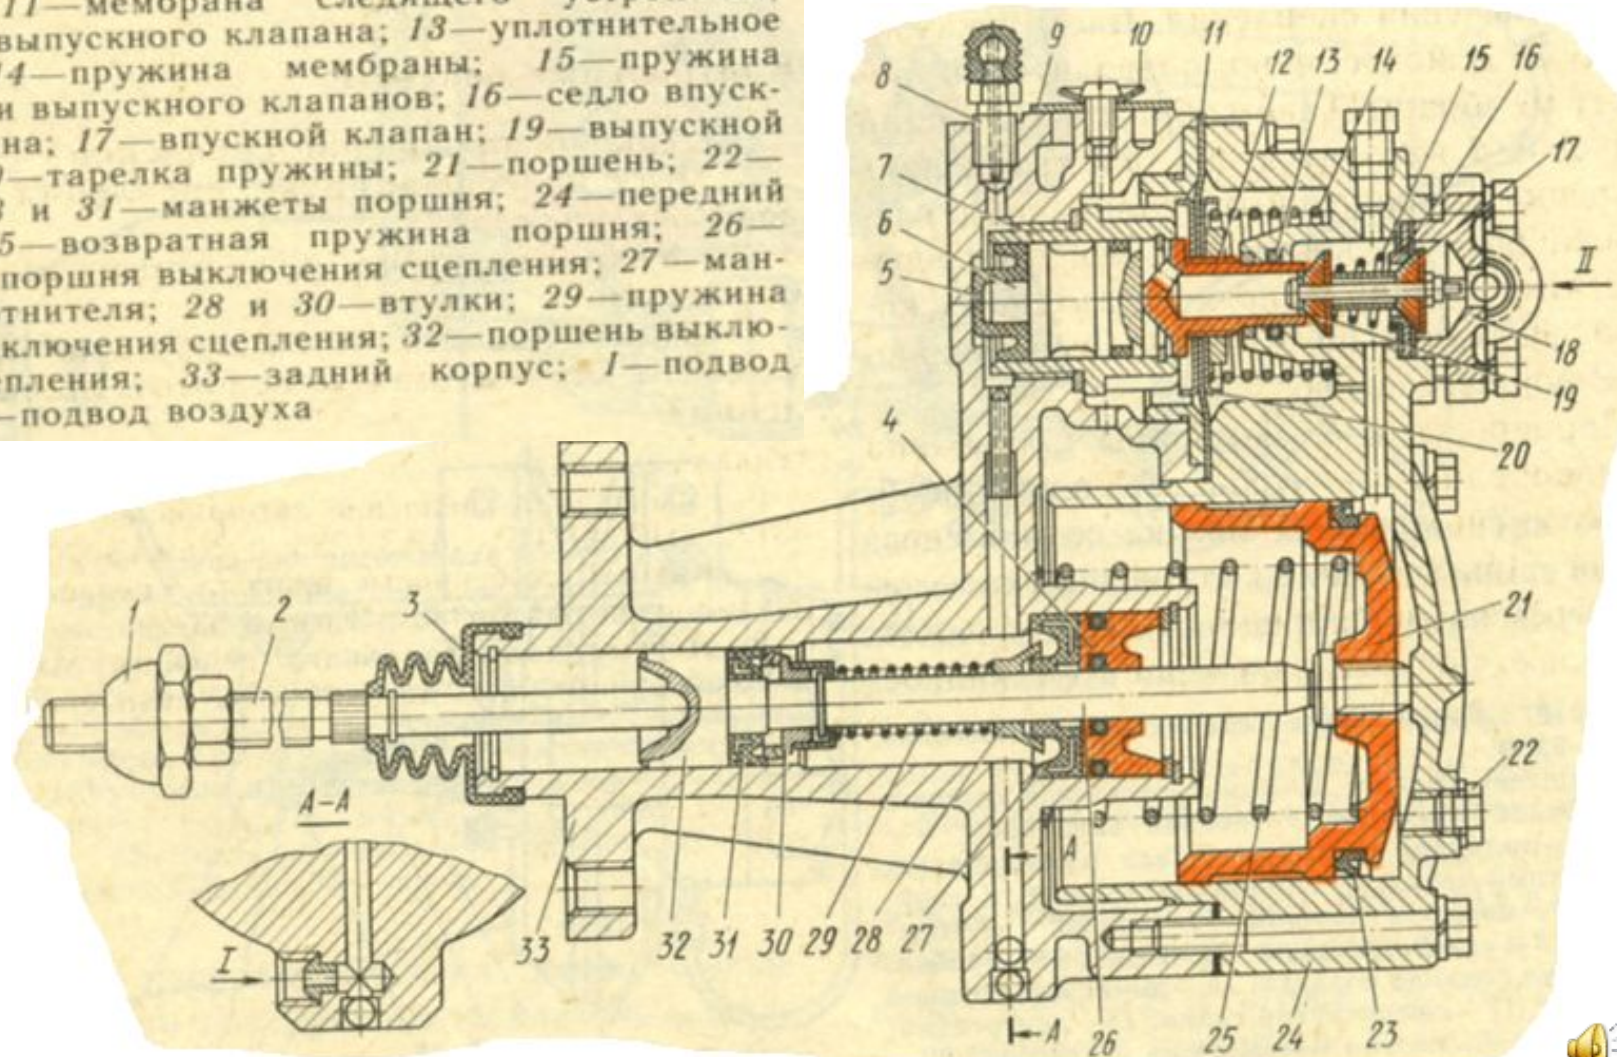 11—мембрана следящего
выпускного клапана; 13—уплотнительное
14—пружина мембраны; 15—пружина
и выпускного клапанов; 16—седло впуск-
на; 17—впускной клапан; 19—выпускной
—тарелка пружины; 21—поршень; 22—
и 31—манжеты поршня; 24—передний
5—возвратная пружина поршня; 26—
поршня выключения сцепления; 27—ман-
тнителя; 28 и 30—втулки; 29—пружина
ключения сцепления; 32—поршень выклю-
пления; 33—задний корпус; I—подвод
—подвод воздуха
9 10 11 12 13 14 15 16
8
17
7
6
II
5
18
19
4
20
1 2 3
21
22
А–А
А
33 32 31 30 29 28 27
I
А
26 25 24 23